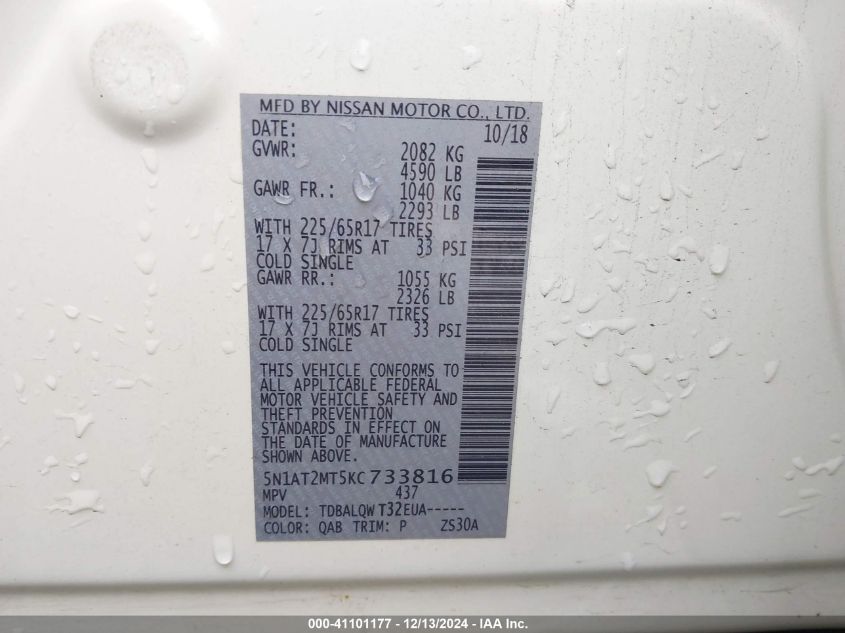 MFD BY NISSAN MOTOR CO., LTD.
DATE: 10/18
GVWR: 2082 KG
4590 LB
GAWR FR.: 1040 KG
2293 LB
WITH 225/65R17 TIRES
17 X 7J RIMS AT 33 PSI
COLD SINGLE
GAWR RR.: 1055 KG
2326 LB
WITH 225/65R17 TIRES
17 X 7J RIMS AT 33 PSI
COLD SINGLE
THIS VEHICLE CONFORMS TO
ALL APPLICABLE FEDERAL
MOTOR VEHICLE SAFETY AND
THEFT PREVENTION
STANDARDS IN EFFECT ON
THE DATE OF MANUFACTURE
SHOWN ABOVE.
5N1AT2MT5KC733816
MPV 437
MODEL: TDBALQW T32EUA-----
COLOR: QAB TRIM: P ZS30A
000-41101177 - 12/13/2024 - IAA Inc.